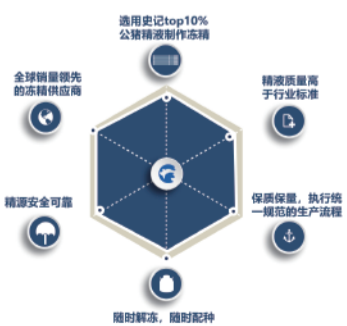 选用史记top10%
公猪精液制作冻精
全球销量领先
的冻精供应商
精液质量高
于行业标准
精源安全可靠
保质保量，执行统
一规范的生产流程
随时解冻，随时配种